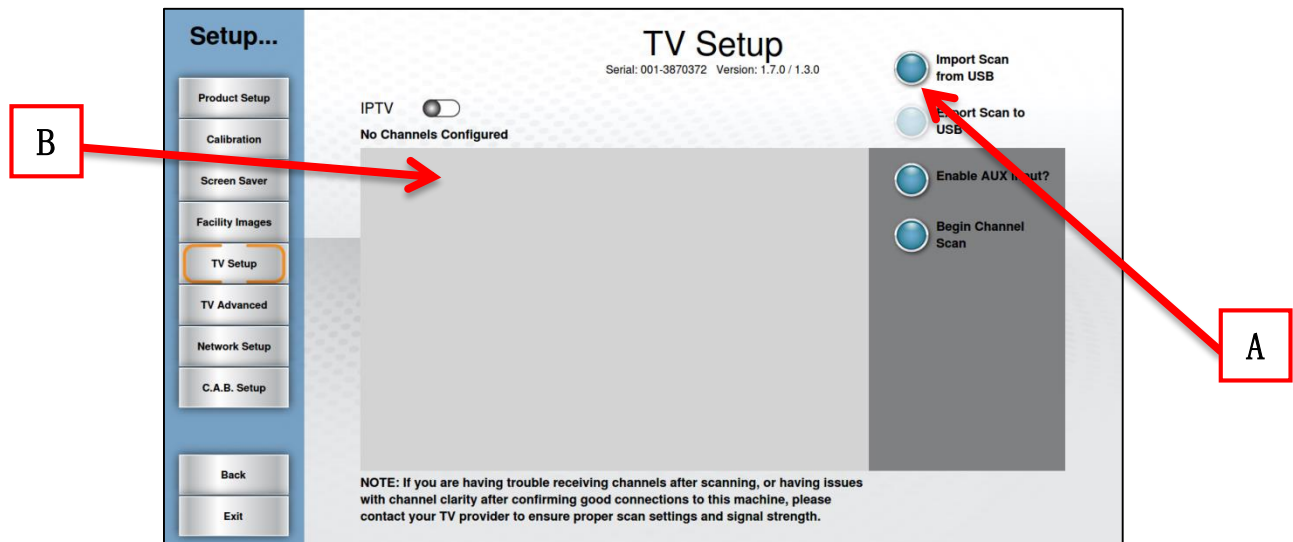 Setup...
Product Setup
Calibration
Screen Saver
Facility Images
TV Setup
TV Advanced
Network Setup
C.A.B. Setup
Back
Exit
TV Setup
Serial: 001-3870372 Version: 1.7.0 / 1.3.0
IPTV
No Channels Configured
Import Scan
from USB
Export Scan to
USB
Enable AUX Input?
Begin Channel
Scan
NOTE: If you are having trouble receiving channels after scanning, or having issues
with channel clarity after confirming good connections to this machine, please
contact your TV provider to ensure proper scan settings and signal strength.
B
A